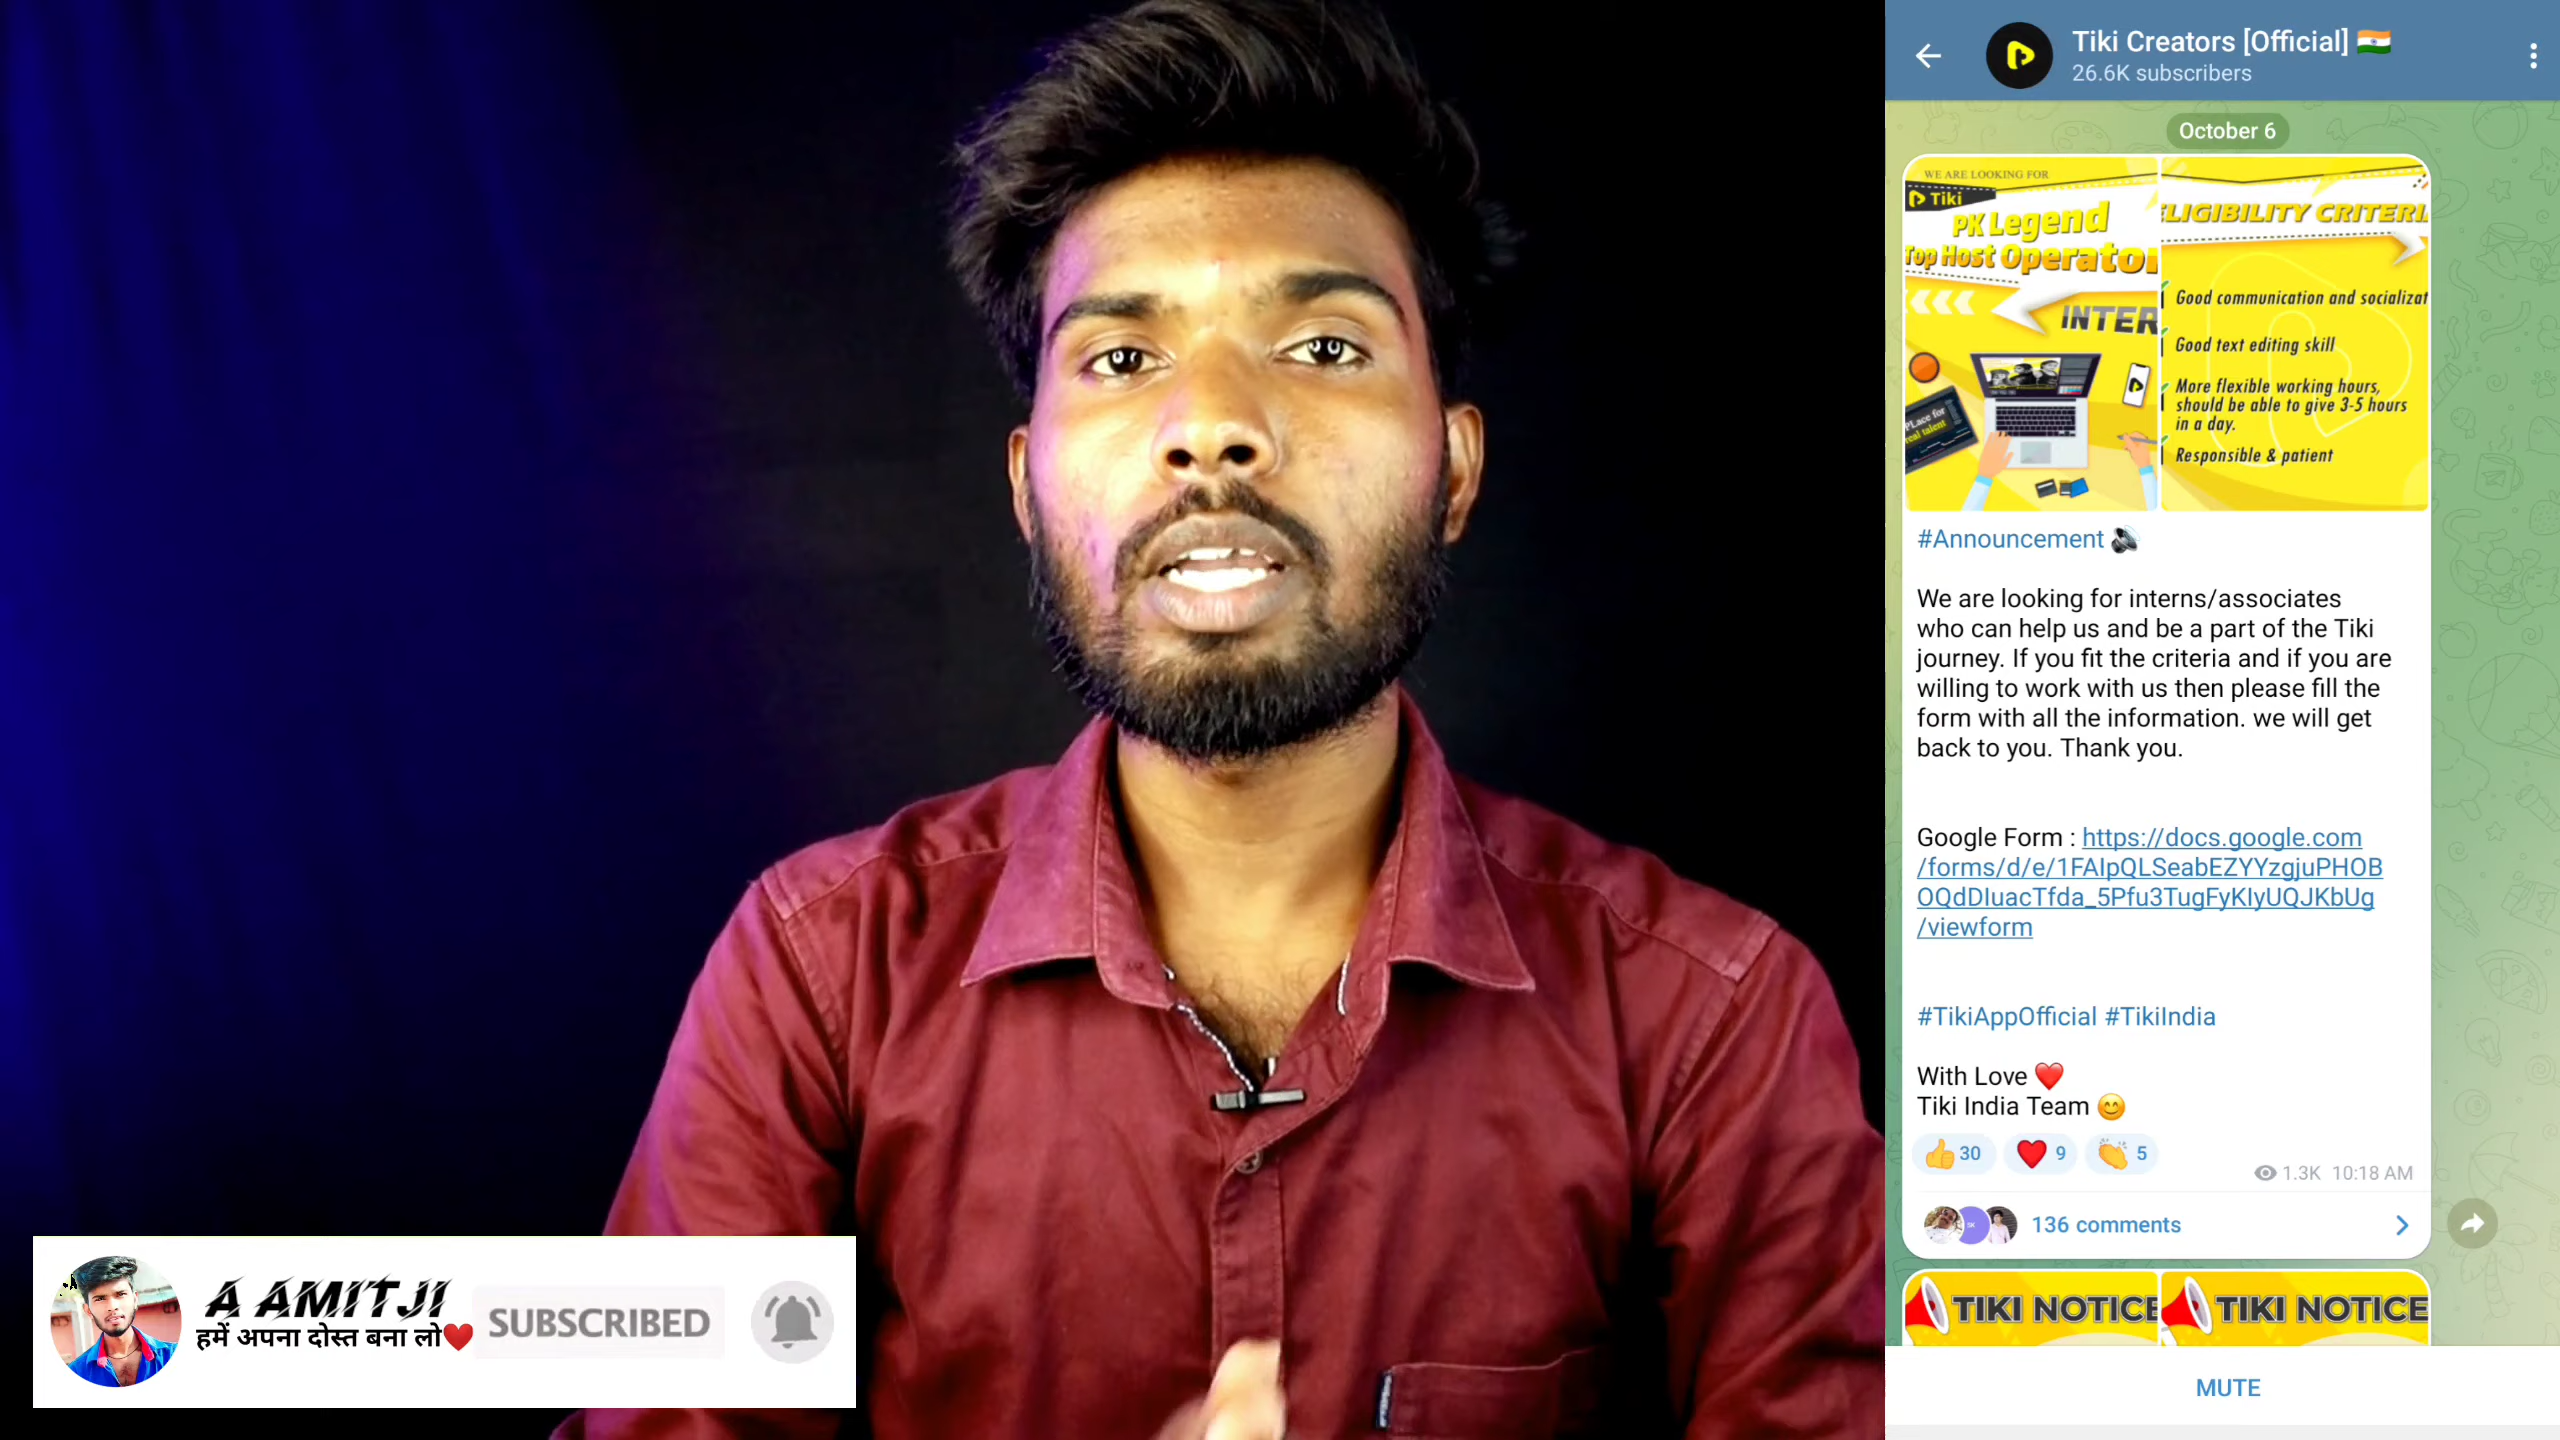 Tiki Creators [Official] 🇮🇳
26.6K subscribers
October 6
WE ARE LOOKING FOR
Tiki
PK Legend
Top Host Operator
INTER
PLace for
real talent
LIGIBILITY CRITERI
Good communication and socializat
Good text editing skill
More flexible working hours,
should be able to give 3-5 hours
in a day.
Responsible & patient
#Announcement 🔊
We are looking for interns/associates
who can help us and be a part of the Tiki
journey. If you fit the criteria and if you are
willing to work with us then please fill the
form with all the information. we will get
back to you. Thank you.
Google Form : https://docs.google.com
/forms/d/e/1FAIpQLSeabEZYYzgjuPHOB
OQdDIuacTfda_5Pfu3TugFyKIyUQJKbUg
/viewform
#TikiAppOfficial #TikiIndia
With Love ❤️
Tiki India Team 😊
👍 30 ❤️ 9 👏 5
1.3K 10:18 AM
136 comments
TIKI NOTICE
TIKI NOTICE
MUTE
A AMITJI
हमें अपना दोस्त बना लो❤️
SUBSCRIBED